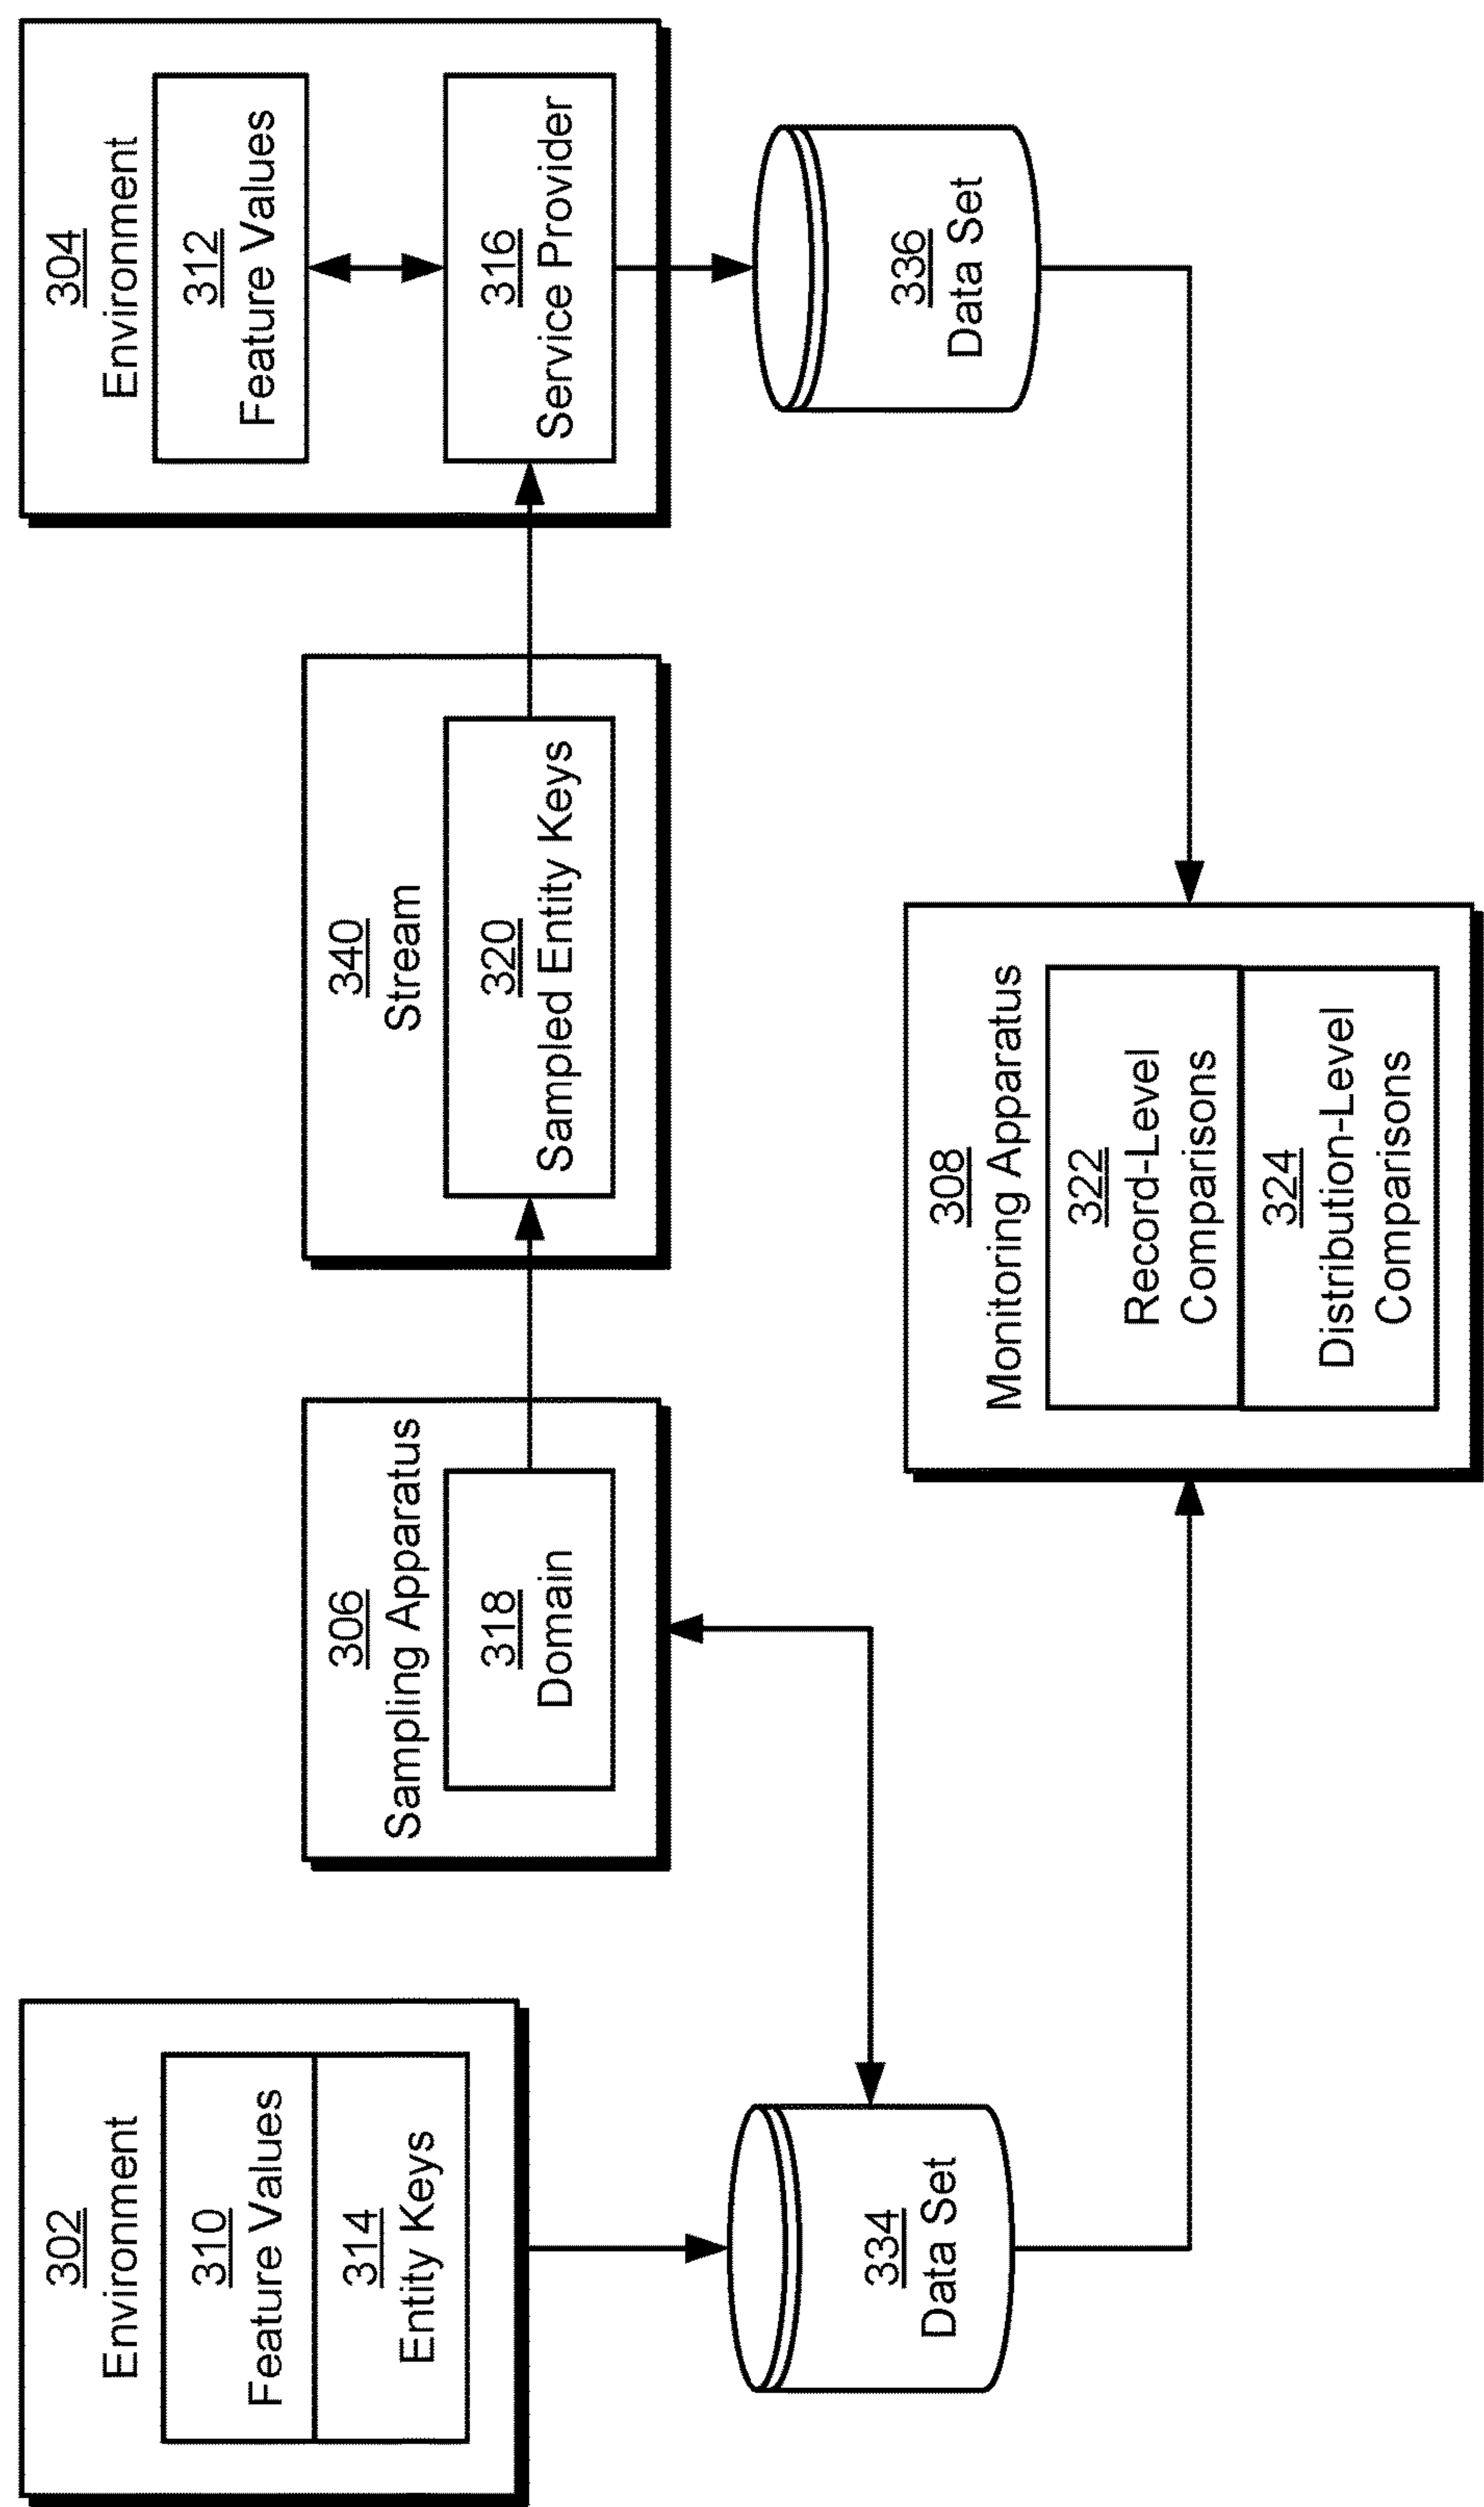 302
Environment
310
Feature Values
314
Entity Keys
306
Sampling Apparatus
318
Domain
340
Stream
320
Sampled Entity Keys
304
Environment
312
Feature Values
316
Service Provider
334
Data Set
308
Monitoring Apparatus
322
Record-Level
Comparisons
324
Distribution-Level
Comparisons
336
Data Set